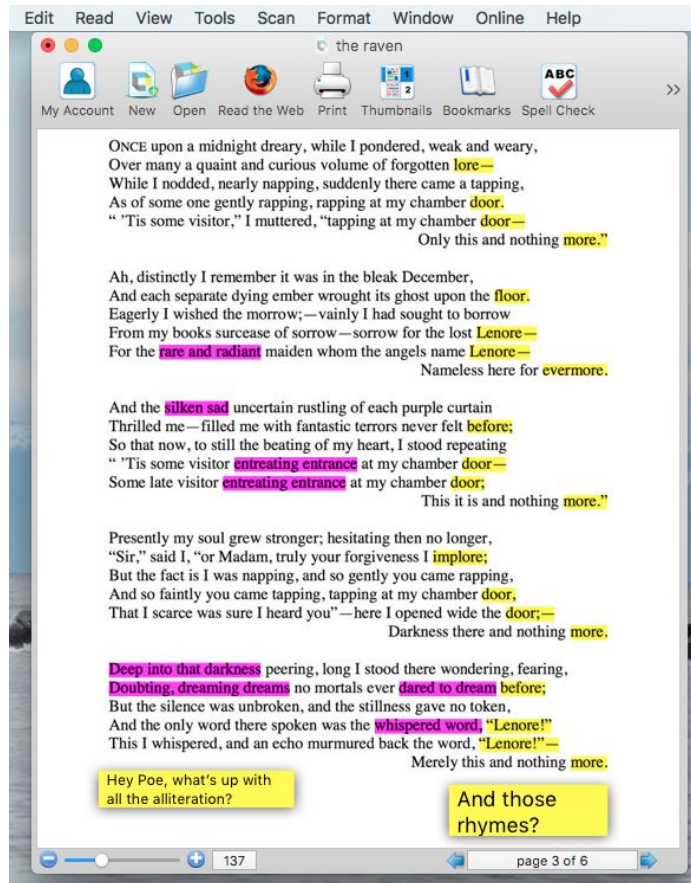 Edit Read View Tools Scan Format Window Online Help
the raven
My Account New Open Read the Web Print Thumbnails Bookmarks Spell Check
1 2 ABC >>
ONCE upon a midnight dreary, while I pondered, weak and weary,
Over many a quaint and curious volume of forgotten lore—
While I nodded, nearly napping, suddenly there came a tapping,
As of some one gently rapping, rapping at my chamber door.
“ ’Tis some visitor,” I muttered, “tapping at my chamber door—
Only this and nothing more.”
Ah, distinctly I remember it was in the bleak December,
And each separate dying ember wrought its ghost upon the floor.
Eagerly I wished the morrow;—vainly I had sought to borrow
From my books surcease of sorrow—sorrow for the lost Lenore—
For the rare and radiant maiden whom the angels name Lenore—
Nameless here for evermore.
And the silken sad uncertain rustling of each purple curtain
Thrilled me—filled me with fantastic terrors never felt before;
So that now, to still the beating of my heart, I stood repeating
“ ’Tis some visitor entreating entrance at my chamber door—
Some late visitor entreating entrance at my chamber door;
This it is and nothing more.”
Presently my soul grew stronger; hesitating then no longer,
“Sir,” said I, “or Madam, truly your forgiveness I implore;
But the fact is I was napping, and so gently you came rapping,
And so faintly you came tapping, tapping at my chamber door,
That I scarce was sure I heard you”—here I opened wide the door;—
Darkness there and nothing more.
Deep into that darkness peering, long I stood there wondering, fearing,
Doubting, dreaming dreams no mortals ever dared to dream before;
But the silence was unbroken, and the stillness gave no token,
And the only word there spoken was the whispered word, “Lenore!”
This I whispered, and an echo murmured back the word, “Lenore!”—
Merely this and nothing more.
Hey Poe, what’s up with
all the alliteration?
And those
rhymes?
137 page 3 of 6